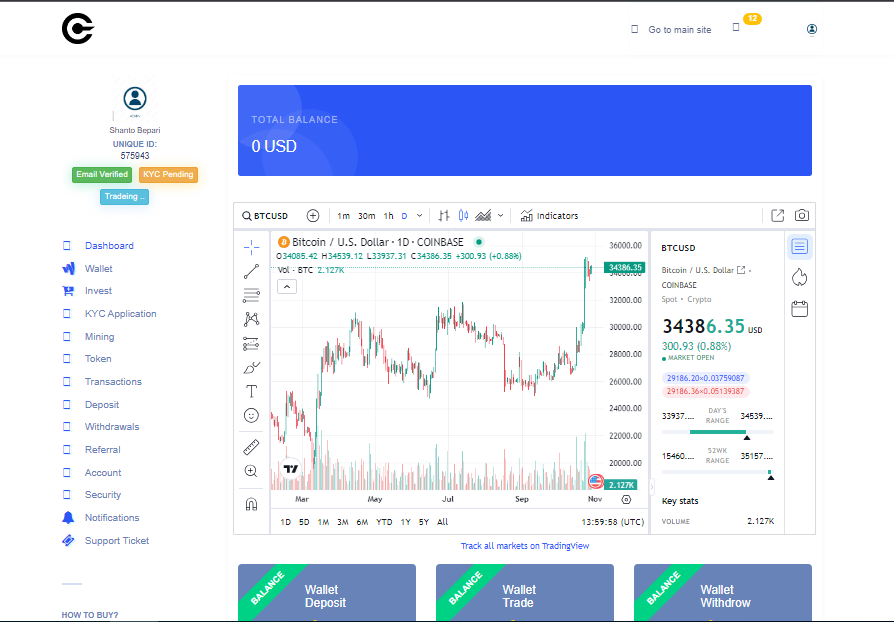 Go to main site
12
Shanto Bepari
UNIQUE ID:
575943
Email Verified
KYC Pending
Tradeing ..
Dashboard
Wallet
Invest
KYC Application
Mining
Token
Transactions
Deposit
Withdrawals
Referral
Account
Security
Notifications
Support Ticket
HOW TO BUY?
TOTAL BALANCE
0 USD
BTCUSD
1m 30m 1h D
Indicators
Bitcoin / U.S. Dollar · 1D · COINBASE
O34085.42 H34539.12 L33937.31 C34386.35 +300.93 (+0.88%)
Vol · BTC 2.127K
36000.00
34386.35
32000.00
30000.00
28000.00
26000.00
24000.00
22000.00
20000.00
2.127K
Mar May Jul Sep Nov
1D 5D 1M 3M 6M YTD 1Y 5Y All
13:59:58 (UTC)
BTCUSD
Bitcoin / U.S. Dollar ·
COINBASE
Spot · Crypto
34386.35 USD
300.93 (0.88%)
MARKET OPEN
29186.20×0.03759087
29186.36×0.05139387
33937.... DAY'S RANGE 34539....
15460.... 52WK RANGE 35157....
Key stats
VOLUME 2.127K
Track all markets on TradingView
BALANCE
Wallet
Deposit
BALANCE
Wallet
Trade
BALANCE
Wallet
Withdrow